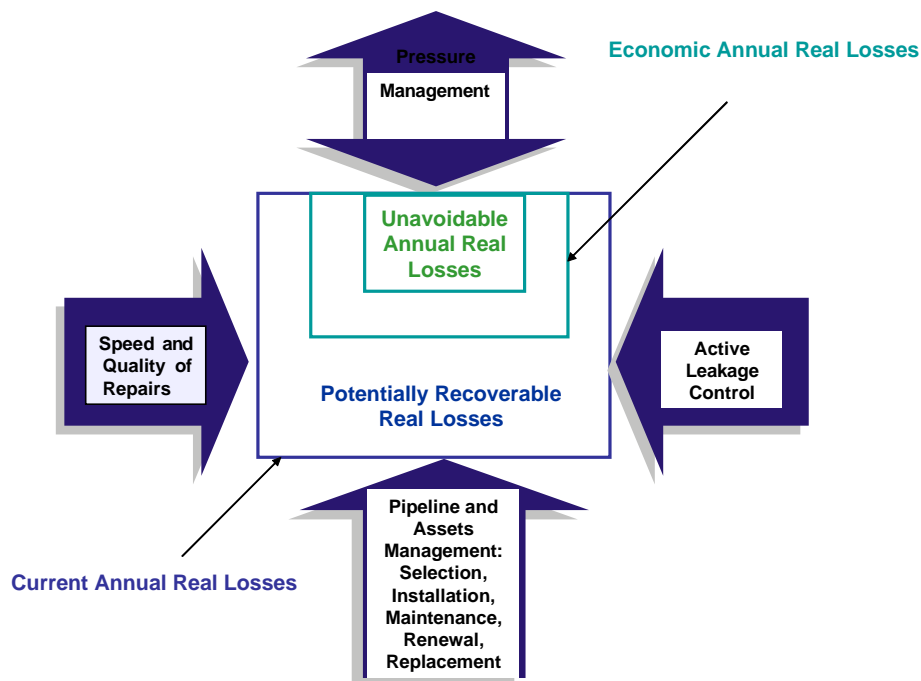 Pressure
Management
Economic Annual Real Losses
Unavoidable
Annual Real
Losses
Speed and
Quality of
Repairs
Active
Leakage
Control
Potentially Recoverable
Real Losses
Current Annual Real Losses
Pipeline and
Assets
Management:
Selection,
Installation,
Maintenance,
Renewal,
Replacement